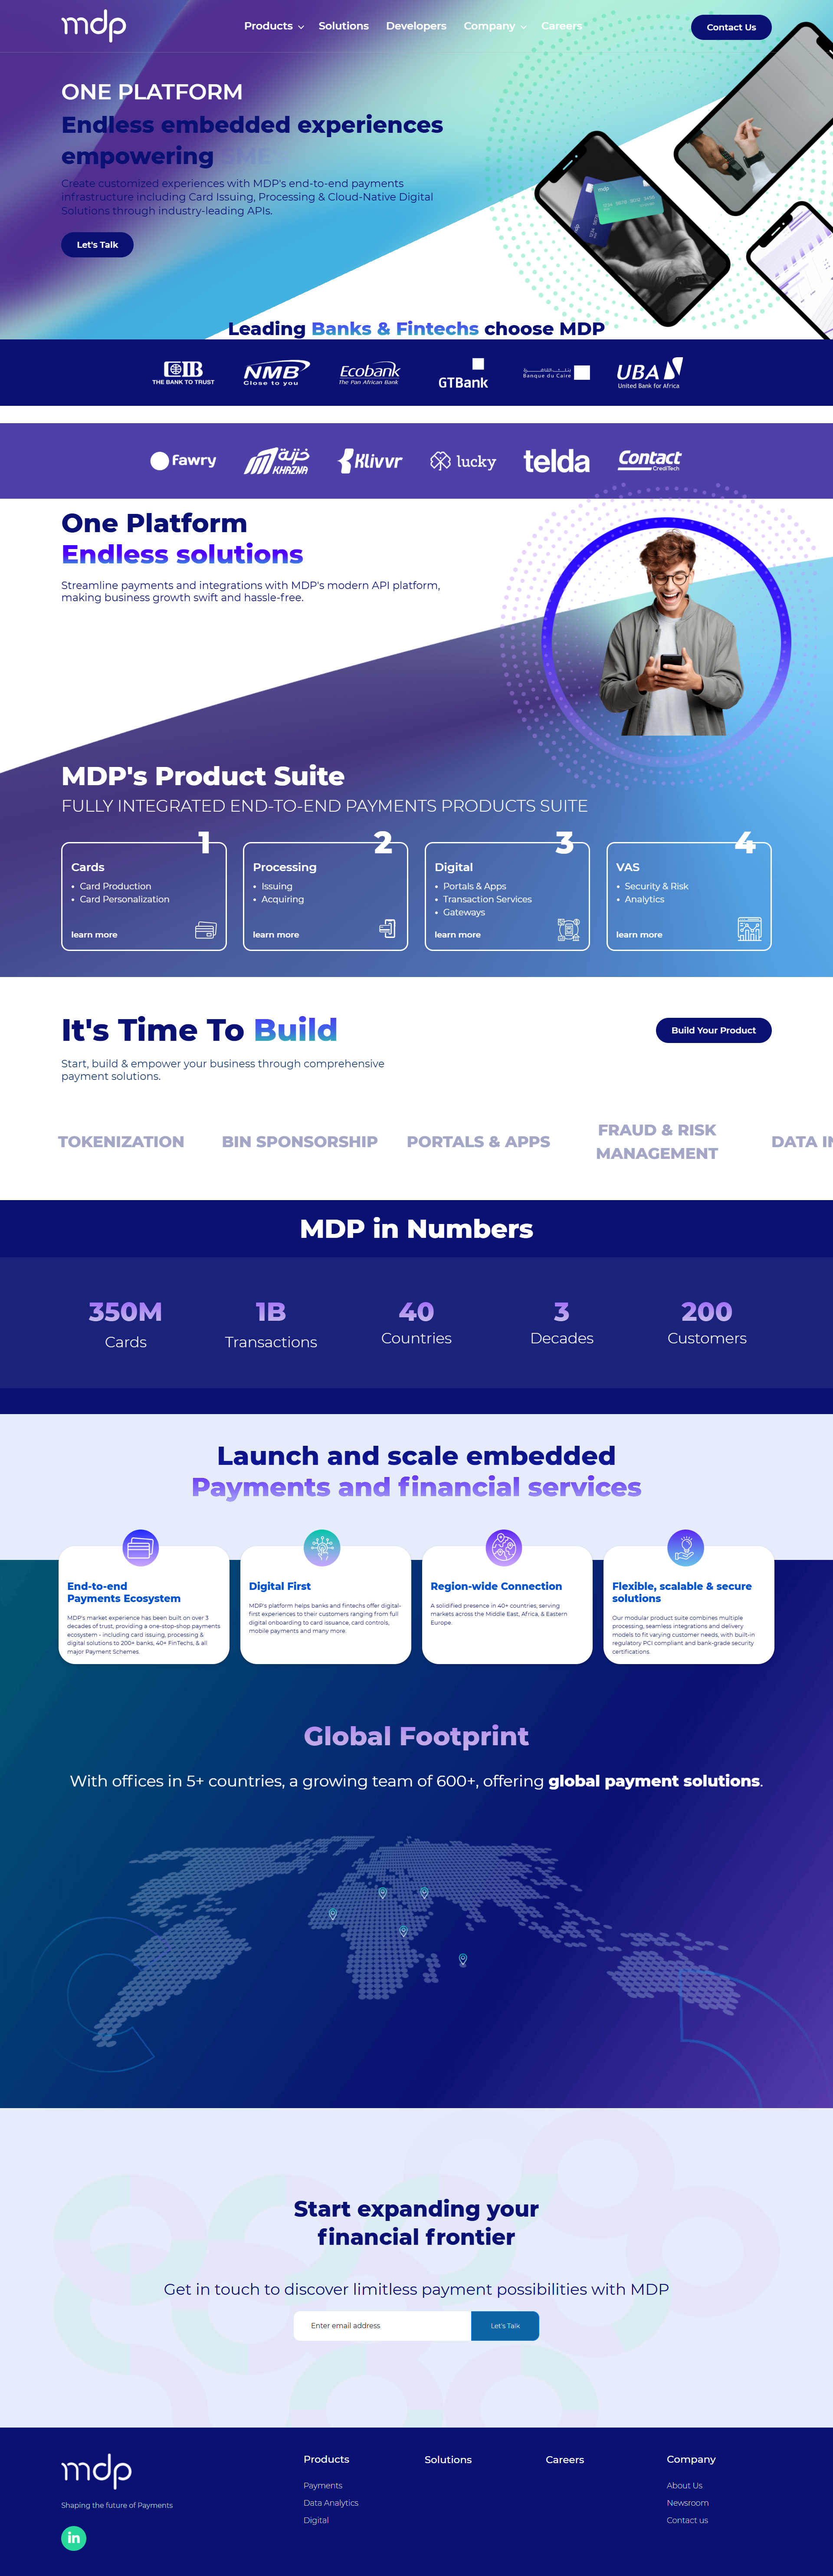 mdp
Products
Solutions
Developers
Company
Careers
Contact Us
ONE PLATFORM
Endless embedded experiences
empowering SME
Create customized experiences with MDP's end-to-end payments
infrastructure including Card Issuing, Processing & Cloud-Native Digital
Solutions through industry-leading APIs.
Let's Talk
Leading Banks & Fintechs choose MDP
CIB
THE BANK TO TRUST
NMB
Close to you
Ecobank
The Pan African Bank
GTBank
Banque du Caire
UBA
United Bank for Africa
fawry
خزنة
KHAZNA
Klivvr
lucky
telda
Contact
CrediTech
One Platform
Endless solutions
Streamline payments and integrations with MDP's modern API platform,
making business growth swift and hassle-free.
MDP's Product Suite
FULLY INTEGRATED END-TO-END PAYMENTS PRODUCTS SUITE
1
Cards
• Card Production
• Card Personalization
learn more
2
Processing
• Issuing
• Acquiring
learn more
3
Digital
• Portals & Apps
• Transaction Services
• Gateways
learn more
4
VAS
• Security & Risk
• Analytics
learn more
It's Time To Build
Build Your Product
Start, build & empower your business through comprehensive
payment solutions.
TOKENIZATION
BIN SPONSORSHIP
PORTALS & APPS
FRAUD & RISK
MANAGEMENT
DATA IN
MDP in Numbers
350M
Cards
1B
Transactions
40
Countries
3
Decades
200
Customers
Launch and scale embedded
Payments and financial services
End-to-end
Payments Ecosystem
MDP's market experience has been built on over 3
decades of trust, providing a one-stop-shop payments
ecosystem - including card issuing, processing &
digital solutions to 200+ banks, 40+ FinTechs, & all
major Payment Schemes.
Digital First
MDP's platform helps banks and fintechs offer digital-
first experiences to their customers ranging from full
digital onboarding to card issuance, card controls,
mobile payments and many more.
Region-wide Connection
A solidified presence in 40+ countries, serving
markets across the Middle East, Africa, & Eastern
Europe.
Flexible, scalable & secure
solutions
Our modular product suite combines multiple
processing, seamless integrations and delivery
models to fit varying customer needs, with built-in
regulatory PCI compliant and bank-grade security
certifications.
Global Footprint
With offices in 5+ countries, a growing team of 600+, offering global payment solutions.
Start expanding your
financial frontier
Get in touch to discover limitless payment possibilities with MDP
Enter email address
Let's Talk
mdp
Shaping the future of Payments
in
Products
Payments
Data Analytics
Digital
Solutions
Careers
Company
About Us
Newsroom
Contact us